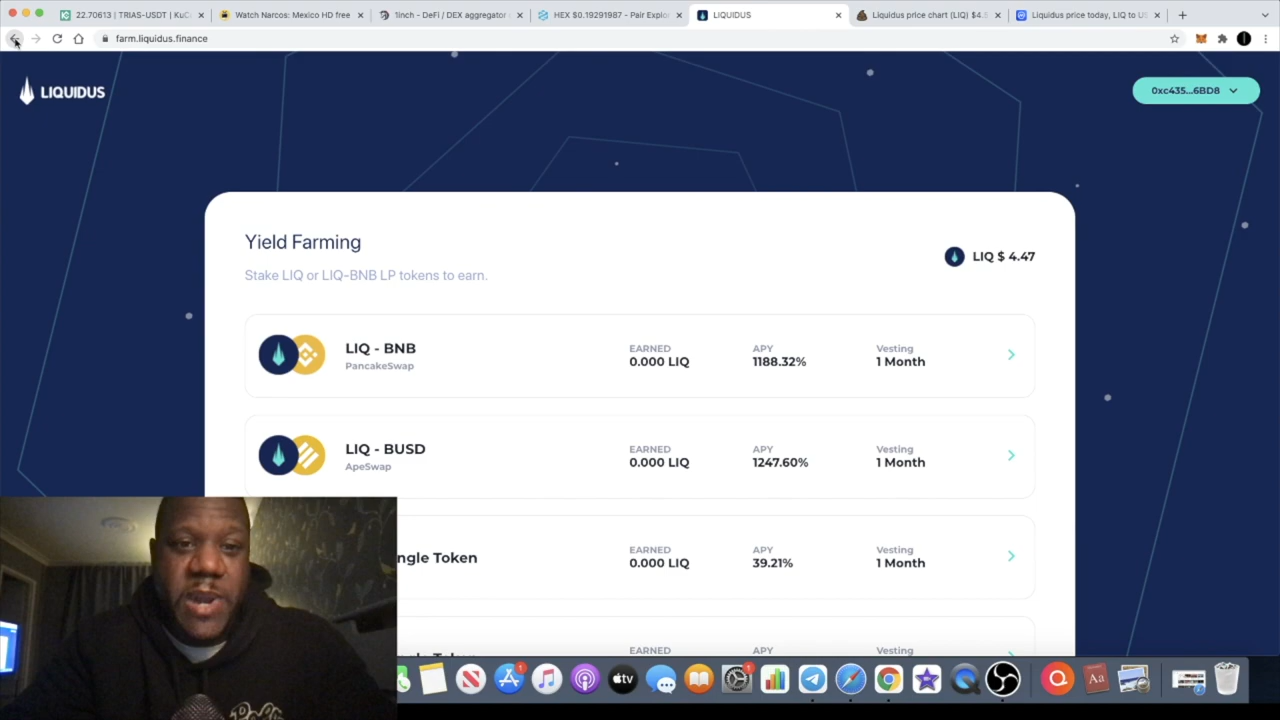 22.70613 | TRIAS-USDT | KuC
Watch Narcos: Mexico HD free
1inch - DeFi / DEX aggregator
HEX $0.19291987 - Pair Explo
LIQUIDUS
Liquidus price chart (LIQ) $4.5
Liquidus price today, LIQ to US
farm.liquidus.finance
LIQUIDUS
0xc435...6BD8
Yield Farming
Stake LIQ or LIQ-BNB LP tokens to earn.
LIQ $ 4.47
LIQ - BNB
PancakeSwap
EARNED
0.000 LIQ
APY
1188.32%
Vesting
1 Month
LIQ - BUSD
ApeSwap
EARNED
0.000 LIQ
APY
1247.60%
Vesting
1 Month
ngle Token
EARNED
0.000 LIQ
APY
39.21%
Vesting
1 Month
EARNED
APY
Vesting
tv
Aa